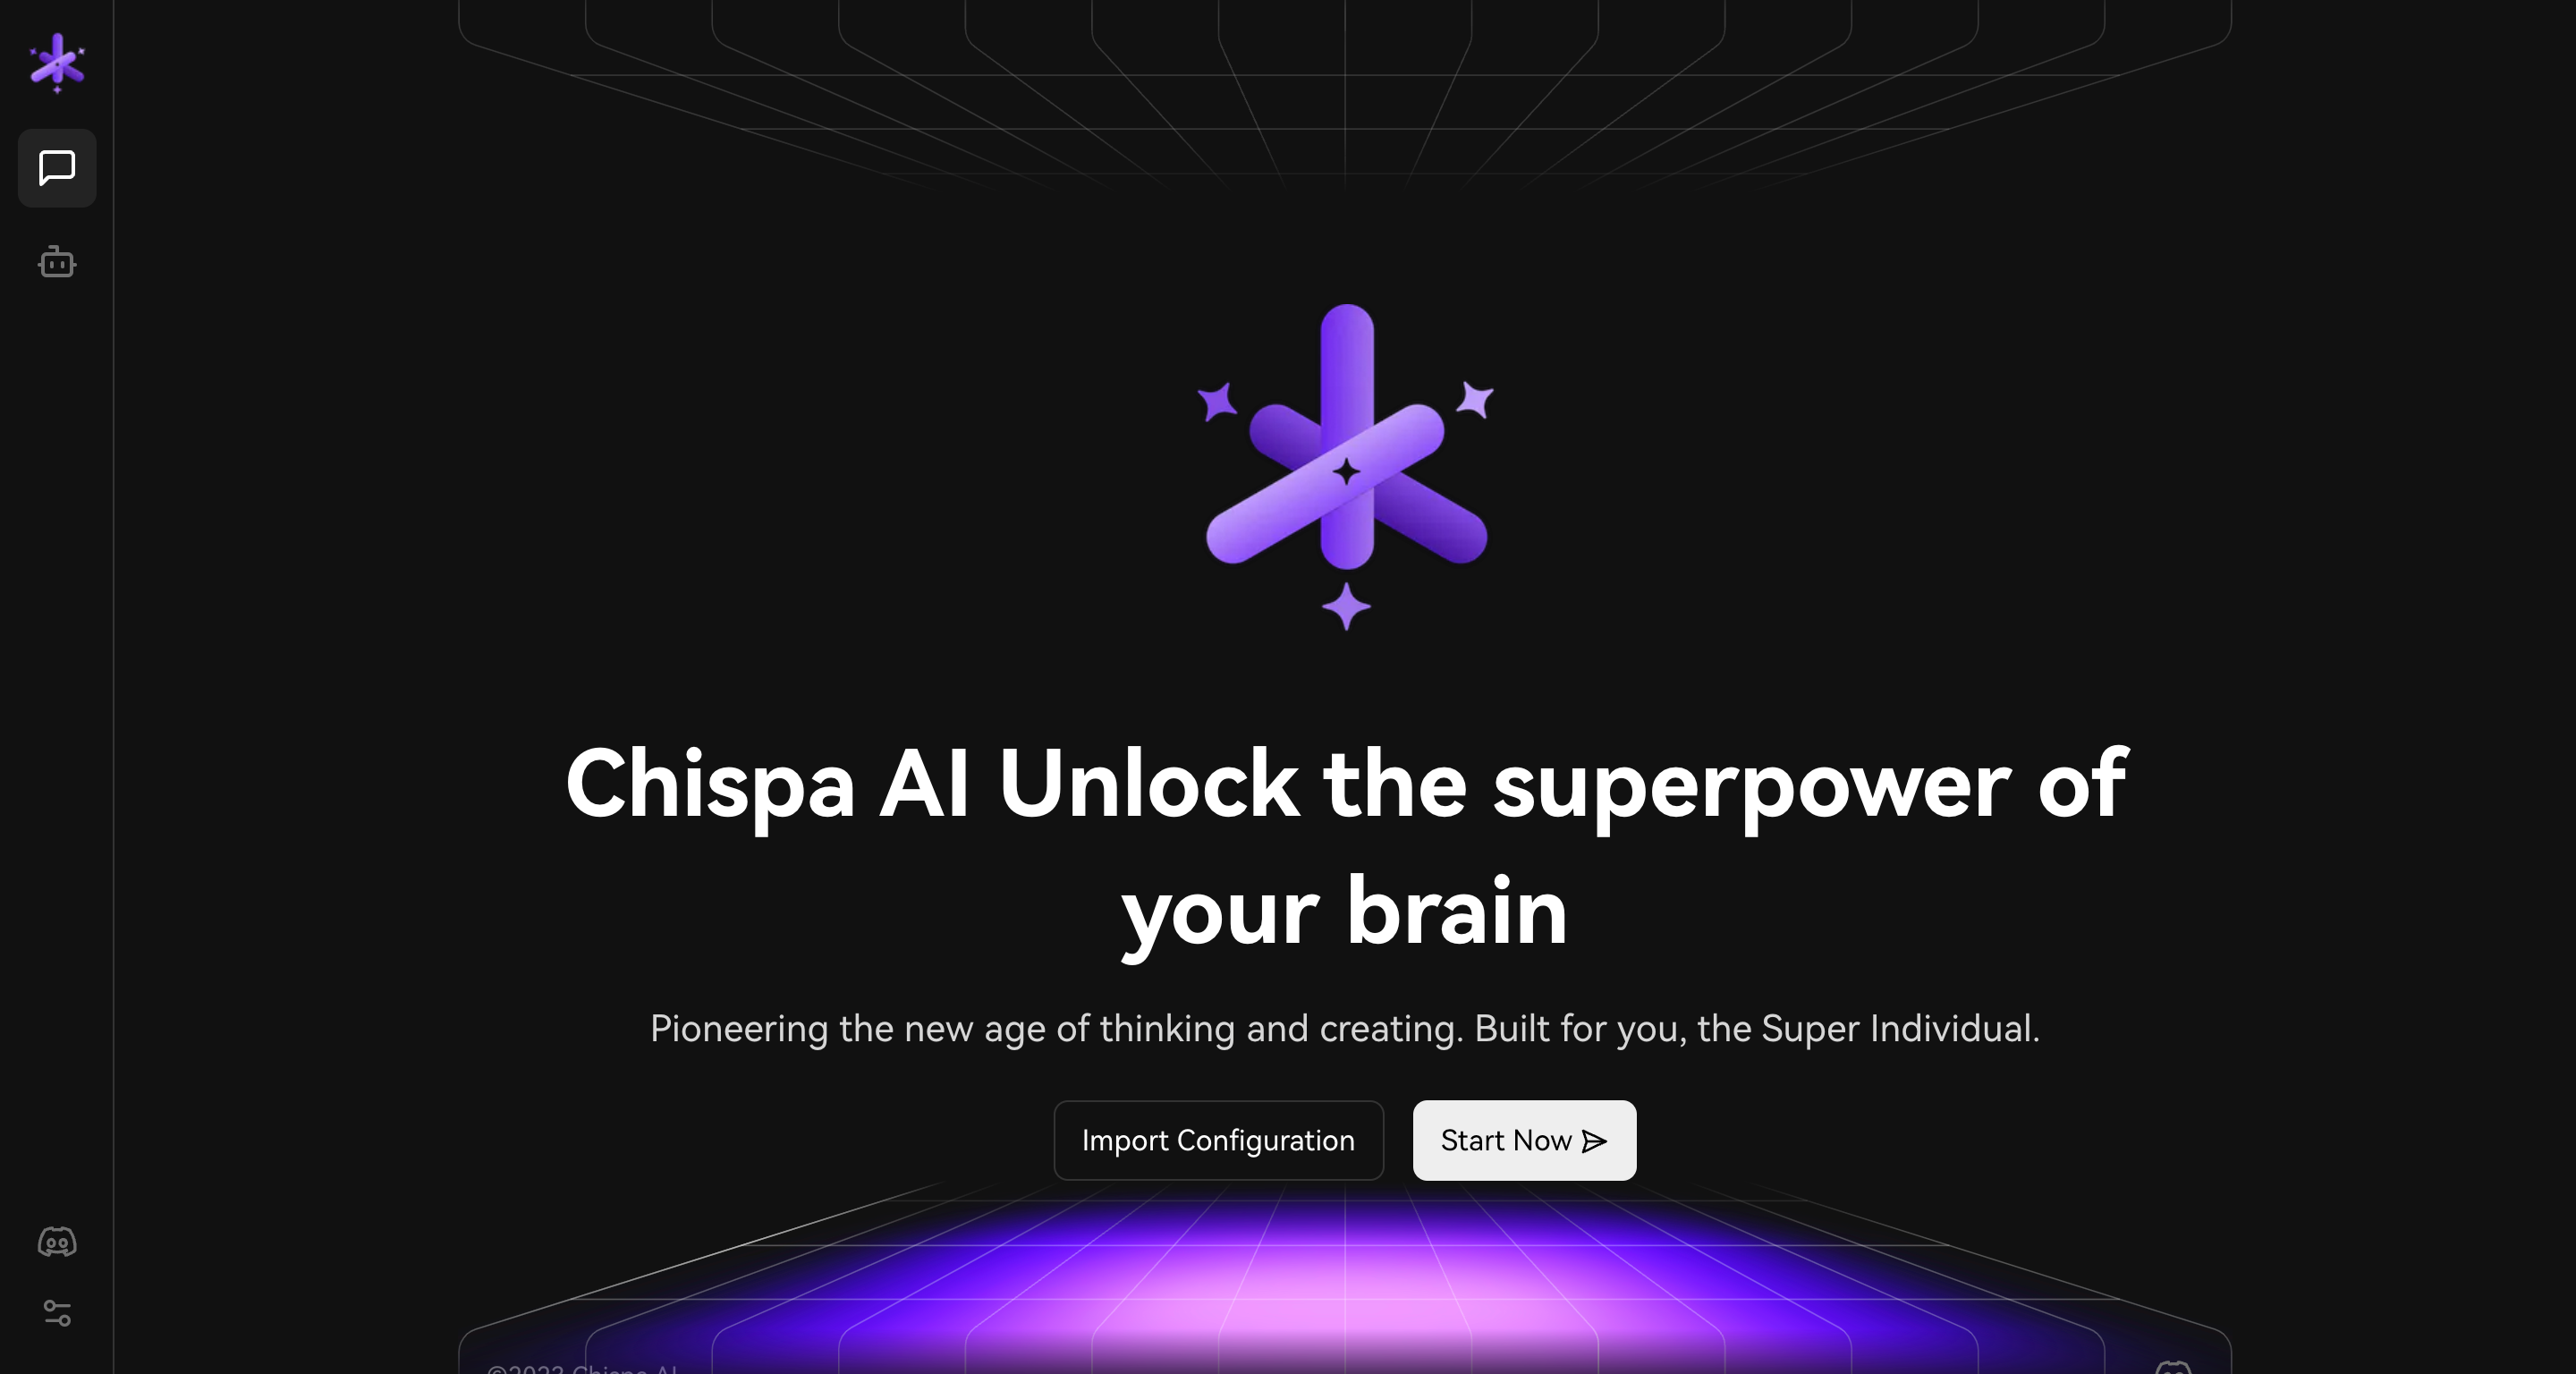 Chispa AI Unlock the superpower of
your brain
Pioneering the new age of thinking and creating. Built for you, the Super Individual.
Import Configuration
Start Now
©2023 Chispa AI